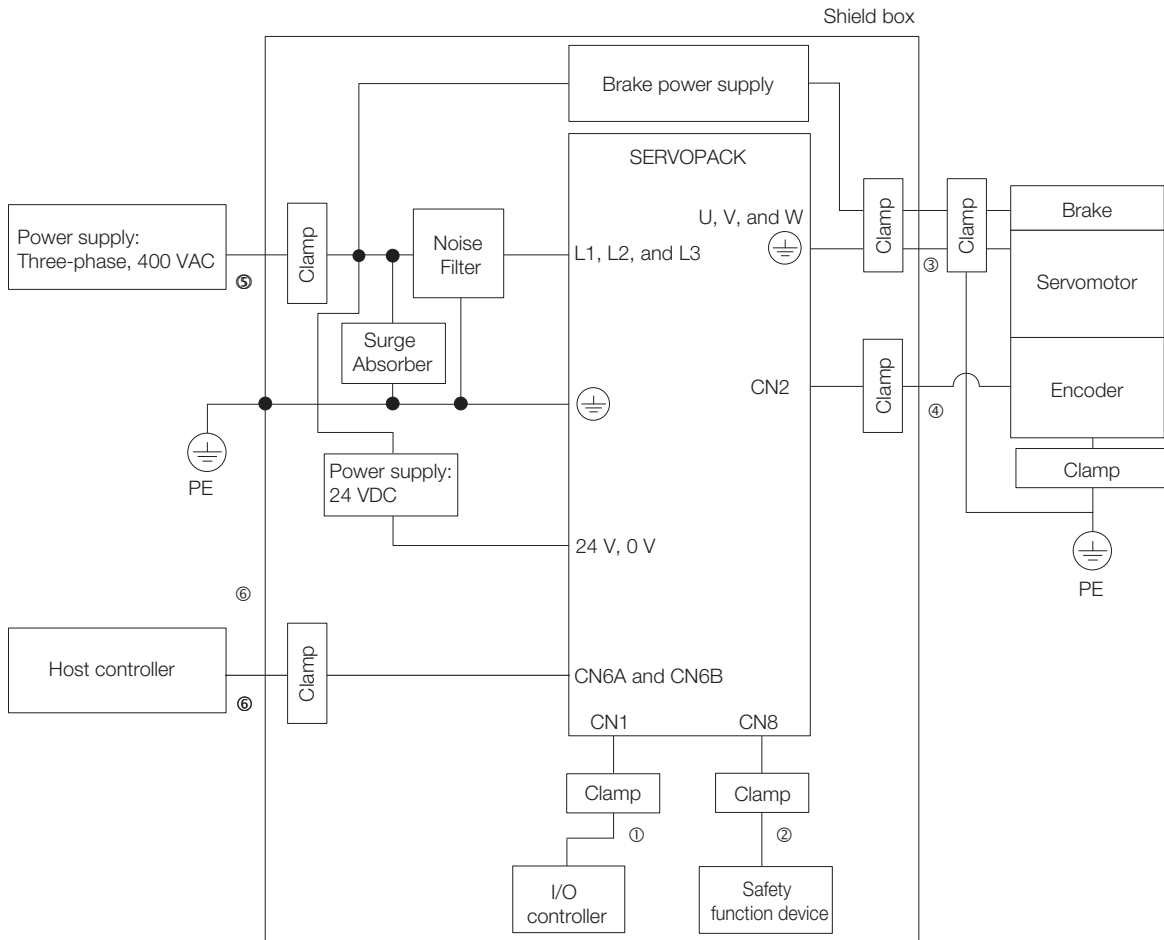 Shield box
Brake power supply
SERVOPACK
U, V, and W
Clamp
Clamp
Brake
Power supply:
Three-phase, 400 VAC
Clamp
Noise
Filter
L1, L2, and L3
⑤
③
Servomotor
Surge
Absorber
CN2
Clamp
④
Encoder
Clamp
PE
Power supply:
24 VDC
24 V, 0 V
PE
⑥
Host controller
Clamp
CN6A and CN6B
⑥
CN1
CN8
Clamp
Clamp
①
②
I/O
controller
Safety
function device